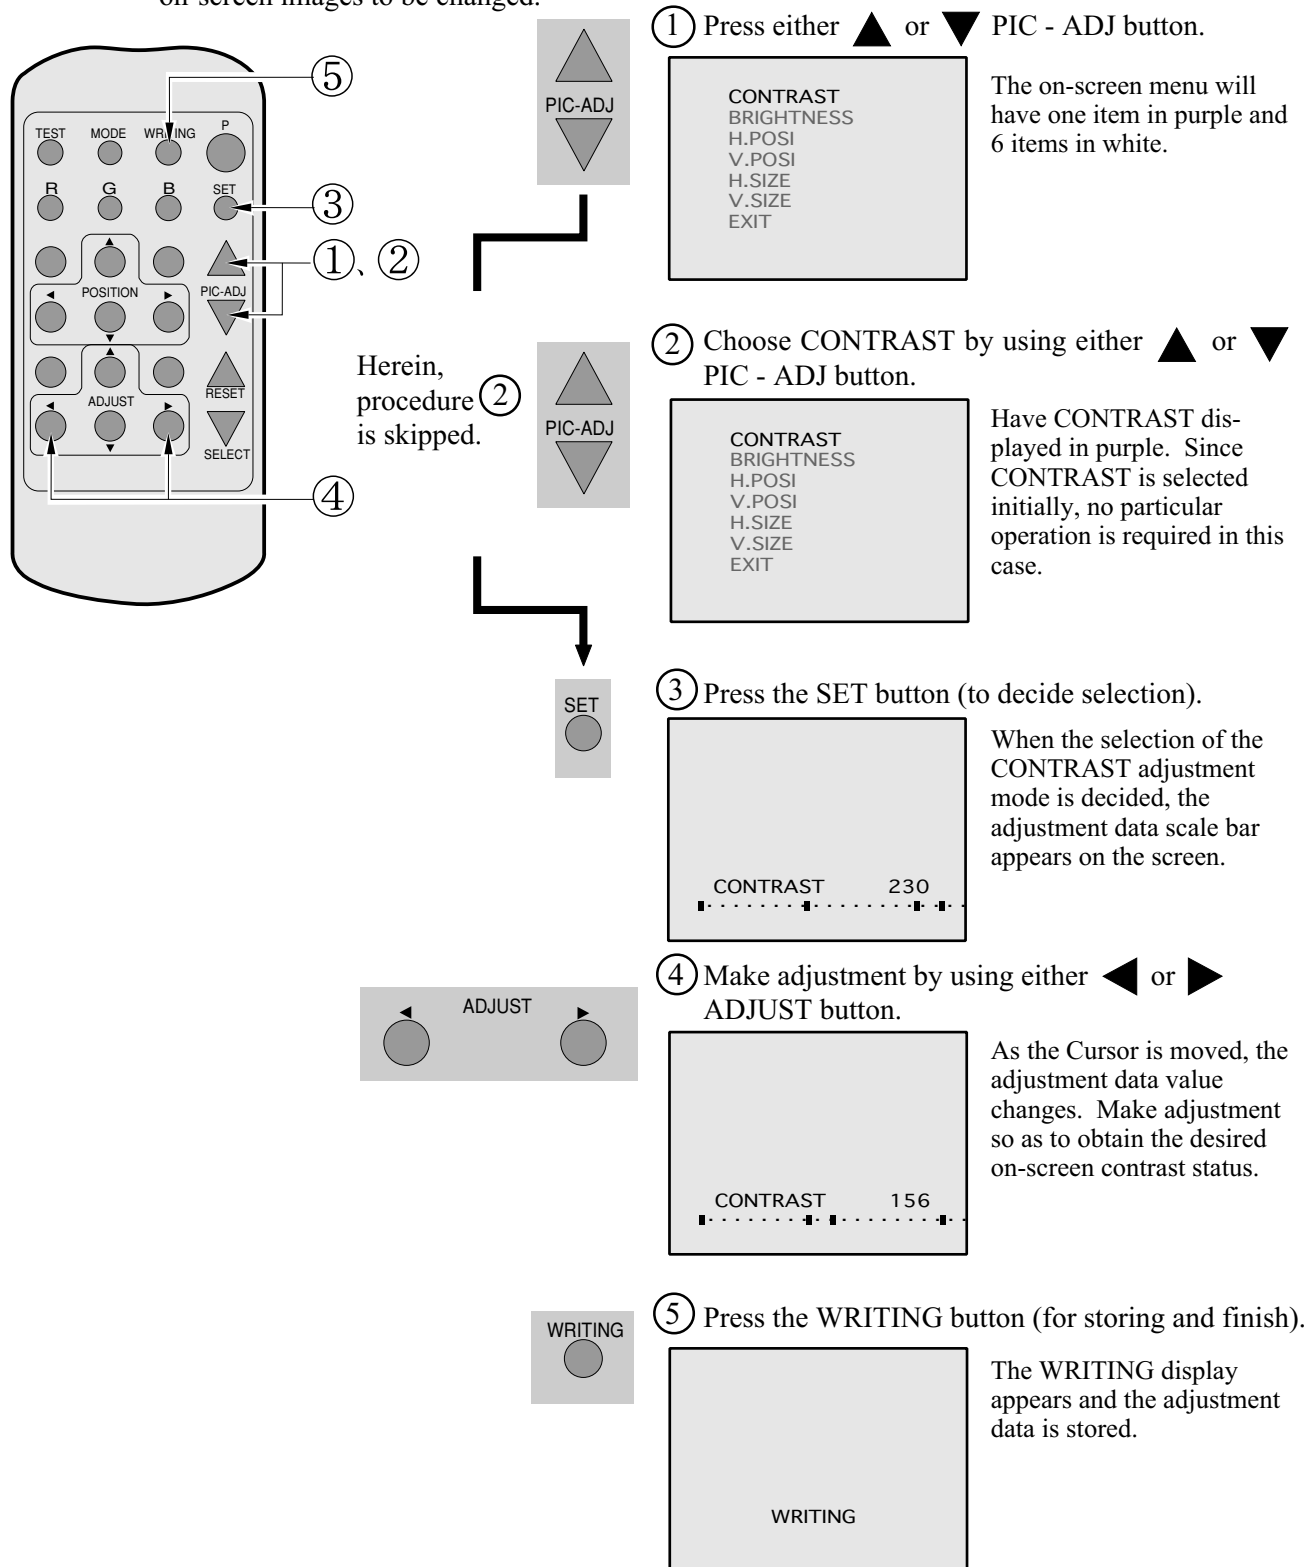 on-screen images to be changed.
① Press either ▲ or ▼ PIC - ADJ button.
PIC-ADJ
CONTRAST
BRIGHTNESS
H.POSI
V.POSI
H.SIZE
V.SIZE
EXIT
The on-screen menu will
have one item in purple and
6 items in white.
⑤
TEST MODE WRITING P
R G B SET
③
①、②
POSITION PIC-ADJ
RESET
ADJUST
SELECT
④
Herein,
procedure ②
is skipped.
② Choose CONTRAST by using either ▲ or ▼
PIC - ADJ button.
PIC-ADJ
CONTRAST
BRIGHTNESS
H.POSI
V.POSI
H.SIZE
V.SIZE
EXIT
Have CONTRAST dis-
played in purple. Since
CONTRAST is selected
initially, no particular
operation is required in this
case.
③ Press the SET button (to decide selection).
SET
CONTRAST 230
When the selection of the
CONTRAST adjustment
mode is decided, the
adjustment data scale bar
appears on the screen.
④ Make adjustment by using either ◀ or ▶
ADJUST button.
ADJUST
CONTRAST 156
As the Cursor is moved, the
adjustment data value
changes. Make adjustment
so as to obtain the desired
on-screen contrast status.
⑤ Press the WRITING button (for storing and finish).
WRITING
WRITING
The WRITING display
appears and the adjustment
data is stored.